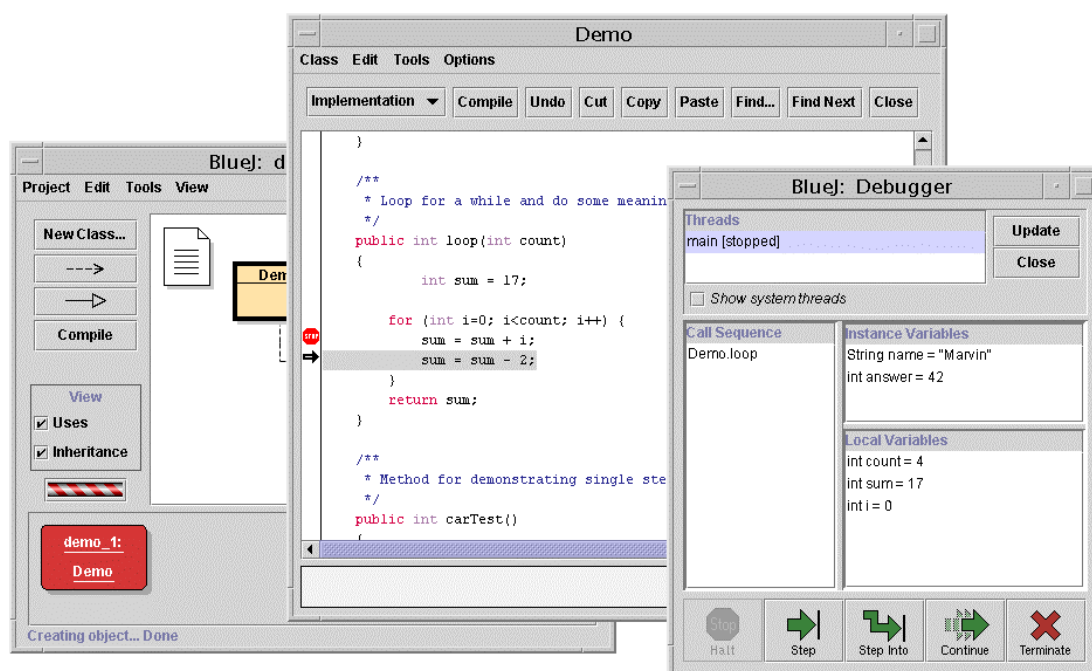 BlueJ: d
Project Edit Tools View
New Class...
Compile
View
Uses
Inheritance
Dem
demo_1:
Demo
Creating object... Done
Demo
Class Edit Tools Options
Implementation Compile Undo Cut Copy Paste Find... Find Next Close
}
/**
* Loop for a while and do some meanin
*/
public int loop(int count)
{
int sum = 17;
for (int i=0; i<count; i++) {
STOP
sum = sum + i;
sum = sum - 2;
}
return sum;
}
/**
* Method for demonstrating single ste
*/
public int carTest()
{
BlueJ: Debugger
Threads
main [stopped]
Update
Close
Show system threads
Call Sequence
Demo.loop
Instance Variables
String name = "Marvin"
int answer = 42
Local Variables
int count = 4
int sum = 17
int i = 0
Stop
Halt Step Step Into Continue Terminate